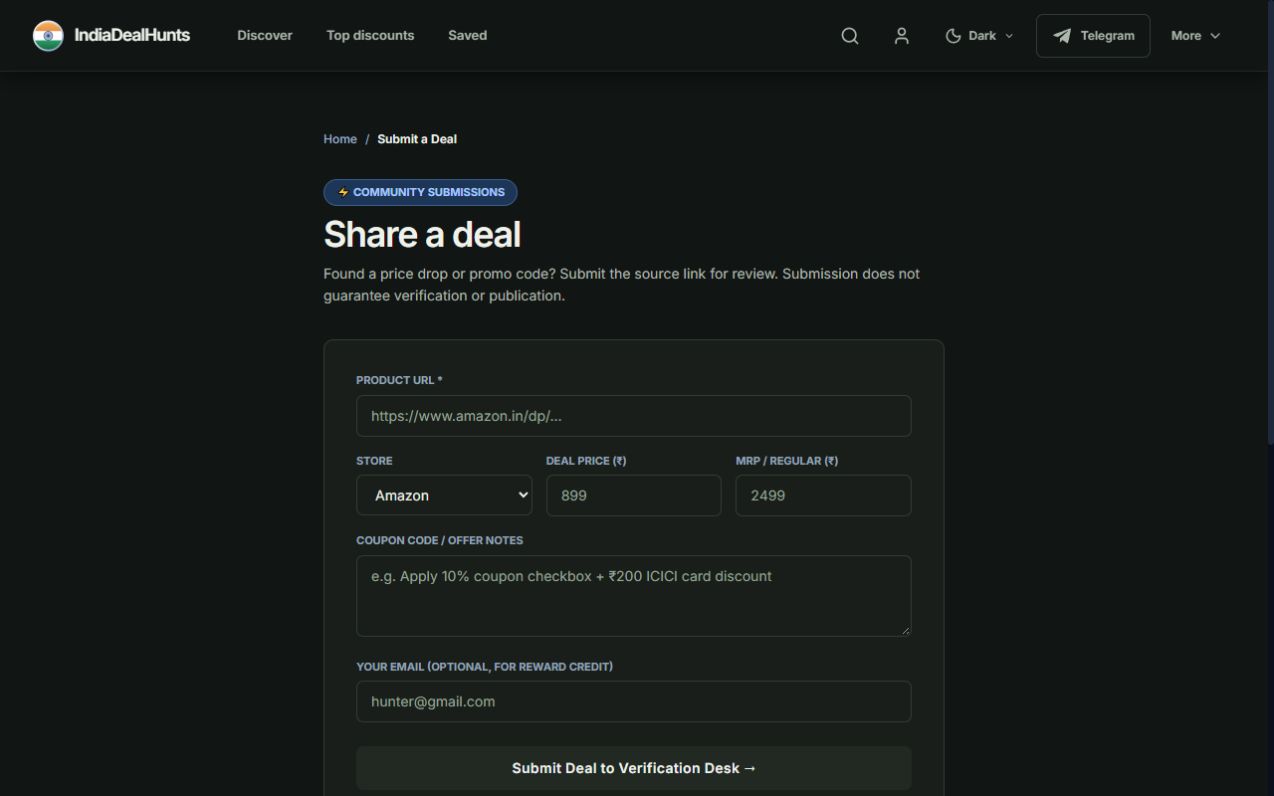 IndiaDealHunts
Discover
Top discounts
Saved
Dark
Telegram
More
Home / Submit a Deal
⚡ COMMUNITY SUBMISSIONS
Share a deal
Found a price drop or promo code? Submit the source link for review. Submission does not
guarantee verification or publication.
PRODUCT URL *
https://www.amazon.in/dp/...
STORE
DEAL PRICE (₹)
MRP / REGULAR (₹)
Amazon
899
2499
COUPON CODE / OFFER NOTES
e.g. Apply 10% coupon checkbox + ₹200 ICICI card discount
YOUR EMAIL (OPTIONAL, FOR REWARD CREDIT)
hunter@gmail.com
Submit Deal to Verification Desk →